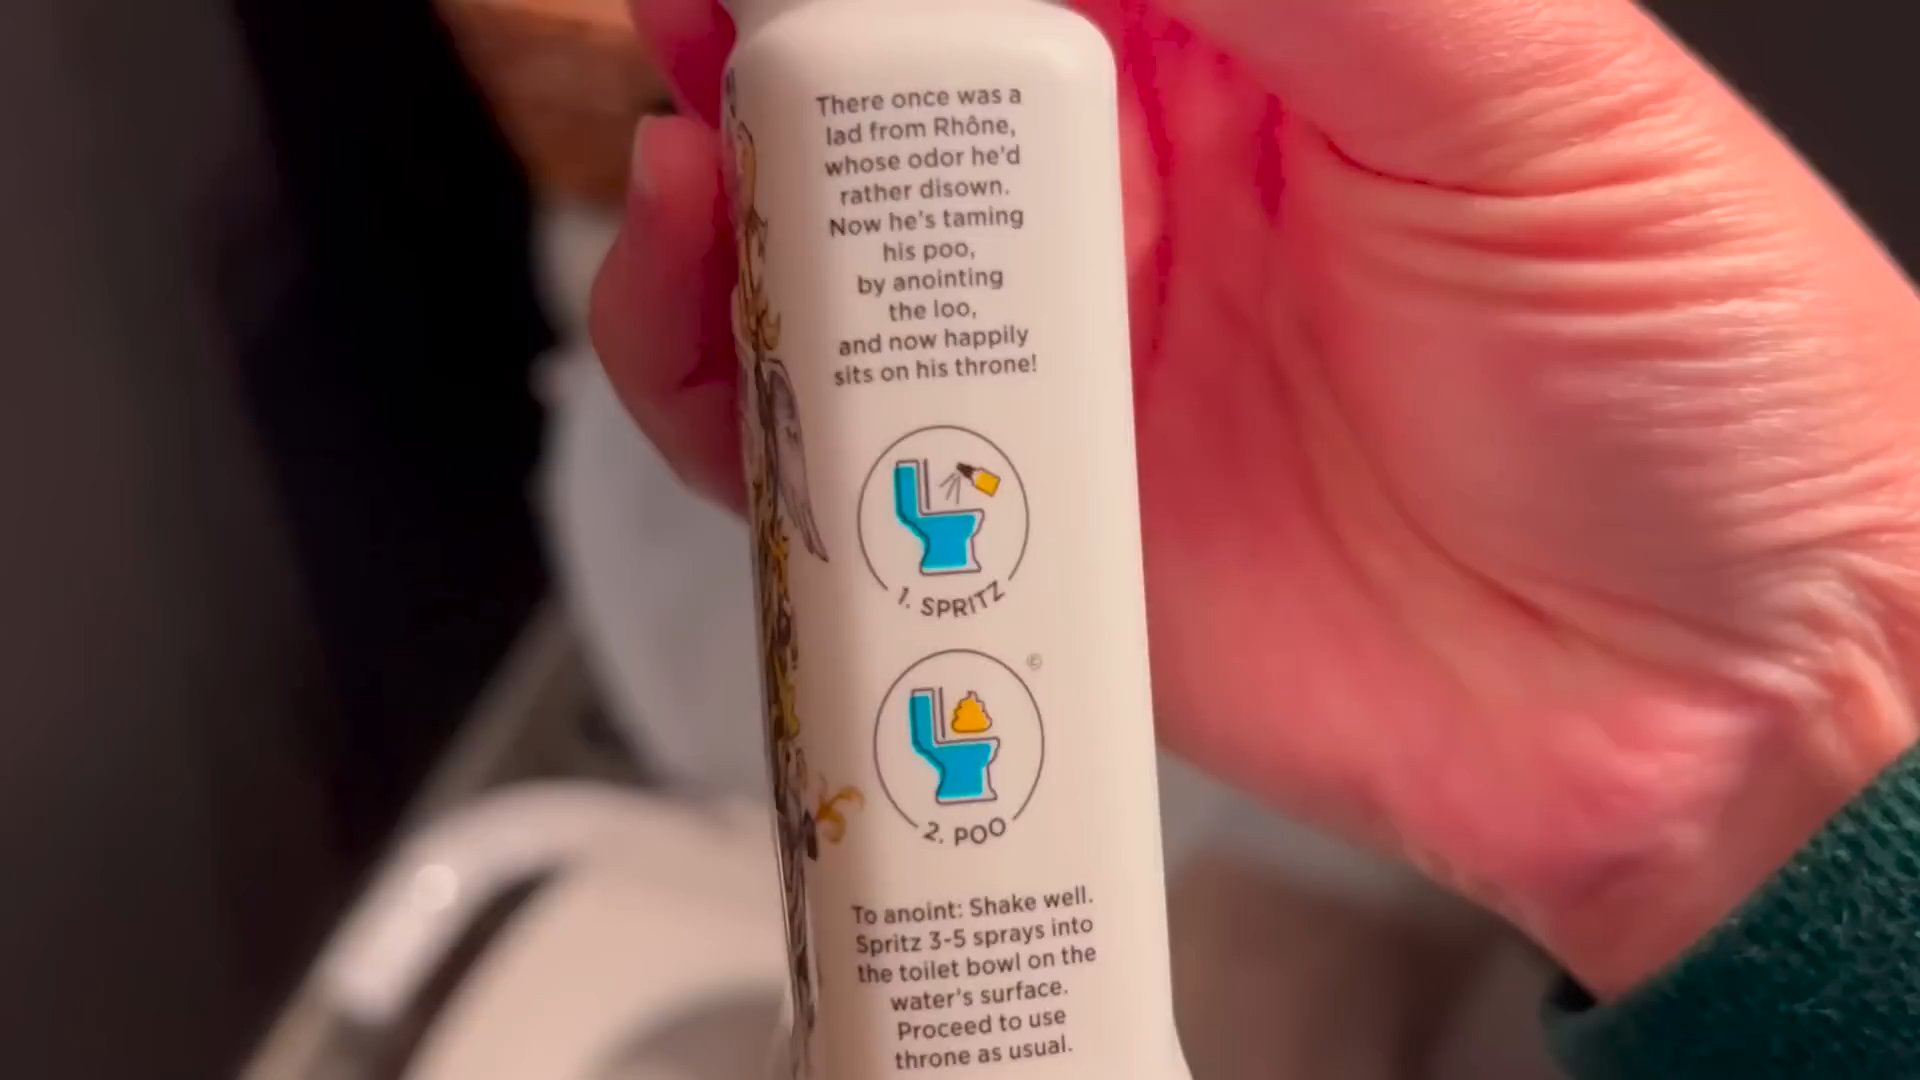 There once was a
lad from Rhône,
whose odor he'd
rather disown.
Now he's taming
his poo,
by anointing
the loo,
and now happily
sits on his throne!
1. SPRITZ
©
2. POO
To anoint: Shake well.
Spritz 3-5 sprays into
the toilet bowl on the
water's surface.
Proceed to use
throne as usual.